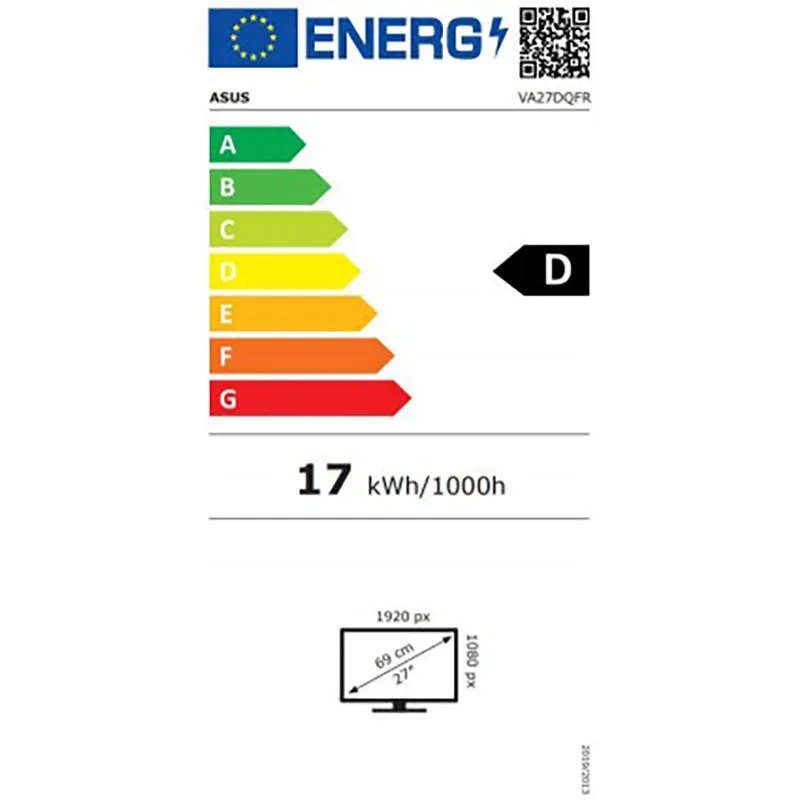 ENERG
ASUS
VA27DQFR
A
B
C
D
D
E
F
G
17 kWh/1000h
1920 px
1080 px
69 cm
27"
2019/2013